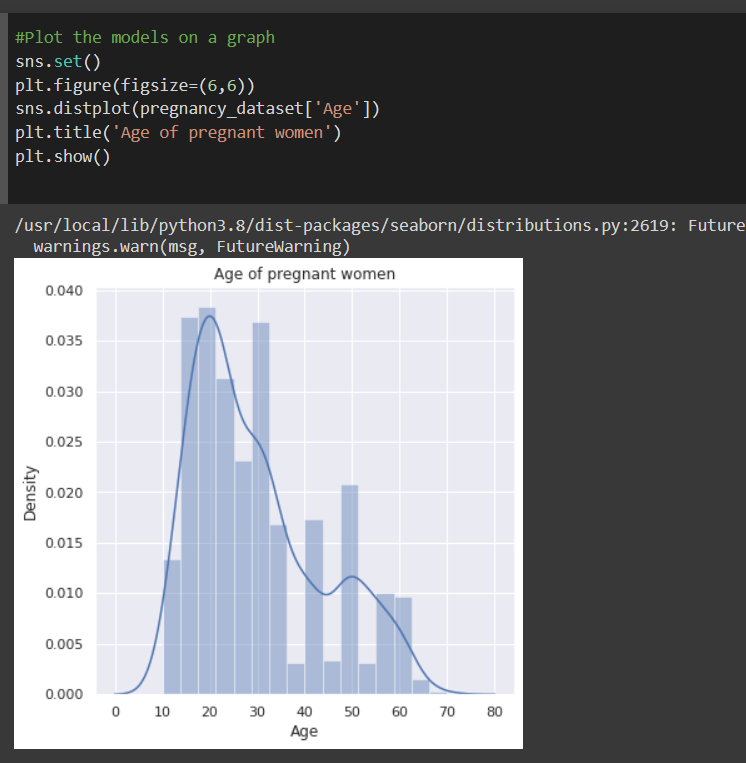 #Plot the models on a graph
sns.set()
plt.figure(figsize=(6,6))
sns.distplot(pregnancy_dataset['Age'])
plt.title('Age of pregnant women')
plt.show()
/usr/local/lib/python3.8/dist-packages/seaborn/distributions.py:2619: Future
warnings.warn(msg, FutureWarning)
Age of pregnant women
0.040
0.035
0.030
0.025
0.020
0.015
0.010
0.005
0.000
Density
0 10 20 30 40 50 60 70 80
Age